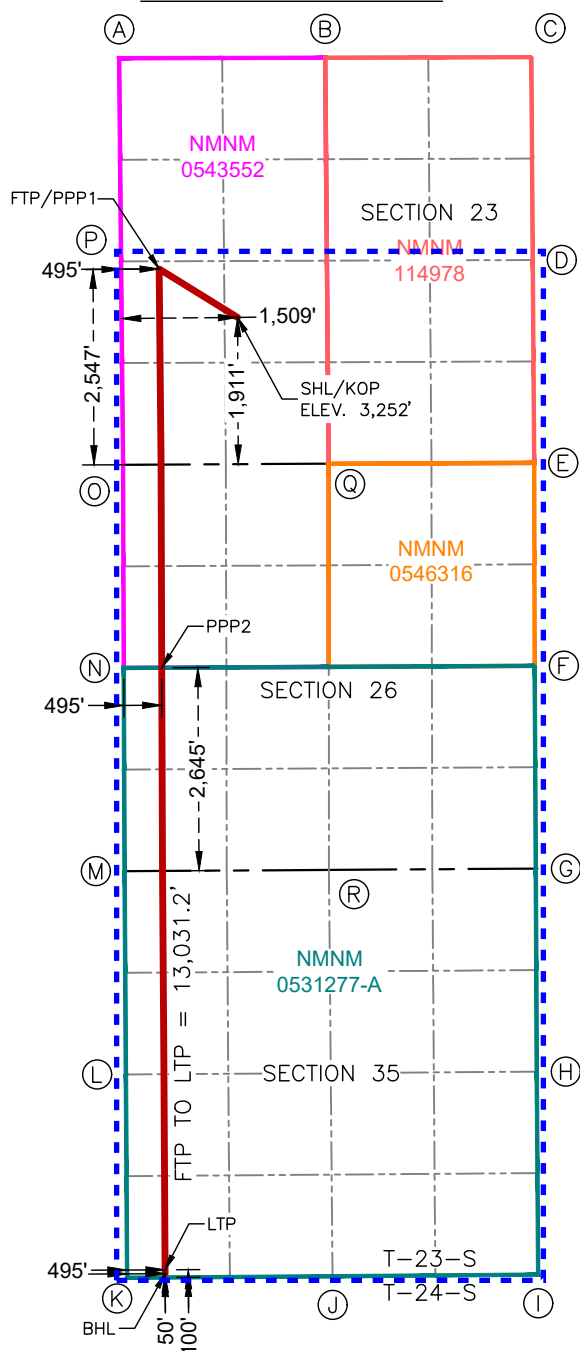 A
B
C
NMNM
0543552
FTP/PPP1
SECTION 23
P
NMNM
114978
D
495'
1,509'
2,547'
1,911'
SHL/KOP
ELEV. 3,252'
O
Q
E
NMNM
0546316
PPP2
N
F
SECTION 26
495'
2,645'
M
R
G
NMNM
0531277-A
FTP TO LTP = 13,031.2'
L
SECTION 35
H
LTP
495'
T-23-S
K
J
T-24-S
I
BHL
50'
100'